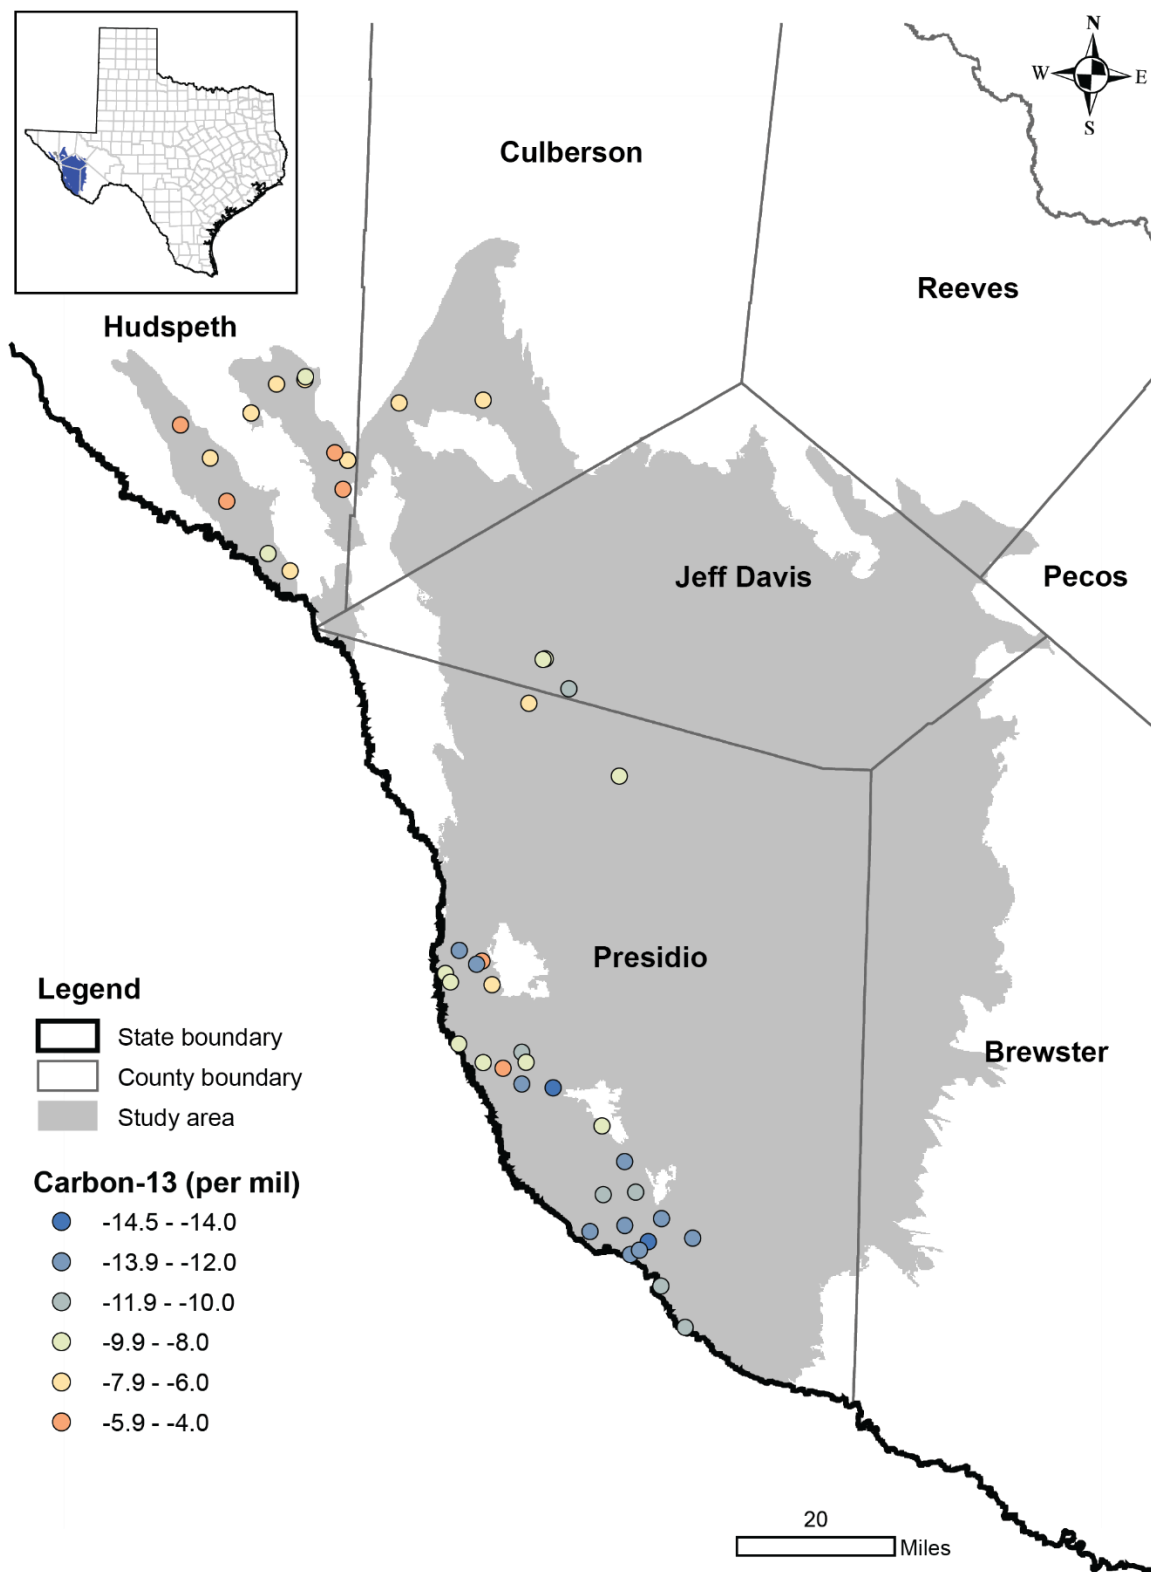 N
W
E
S
Culberson
Reeves
Hudspeth
Jeff Davis
Pecos
Presidio
Brewster
Legend
State boundary
County boundary
Study area
Carbon-13 (per mil)
-14.5 - -14.0
-13.9 - -12.0
-11.9 - -10.0
-9.9 - -8.0
-7.9 - -6.0
-5.9 - -4.0
20
Miles